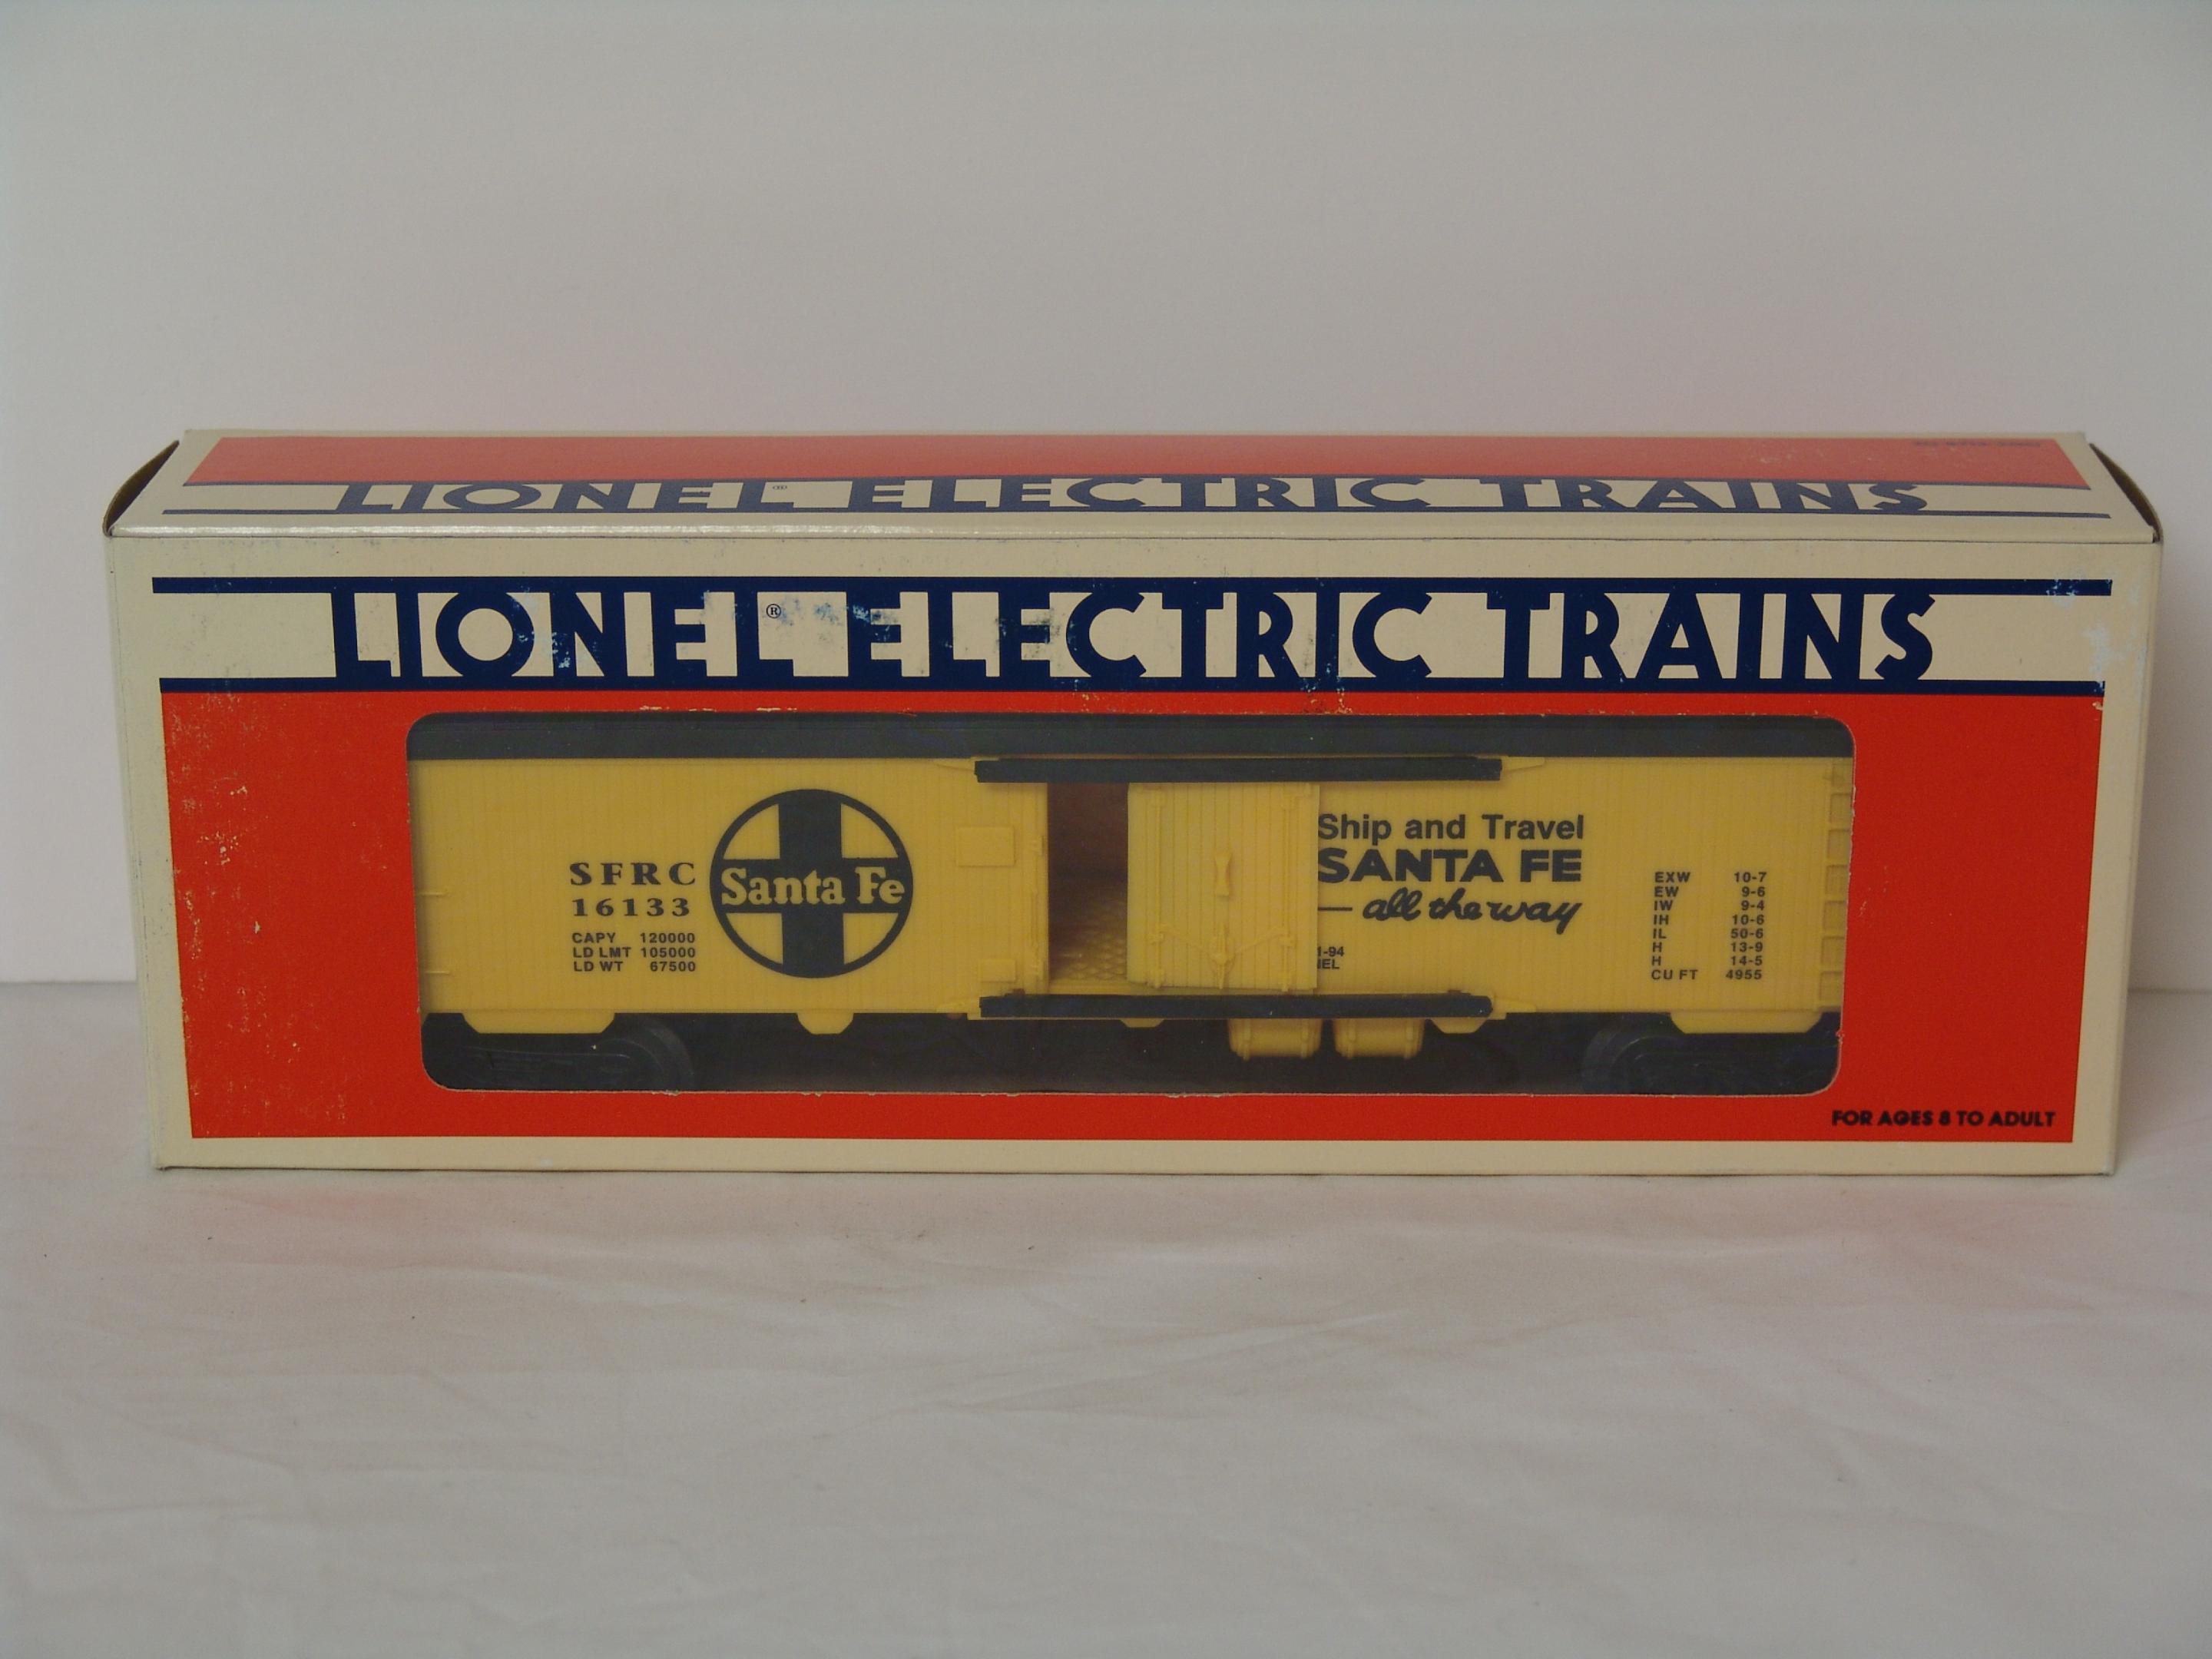 LIONEL® ELECTRIC TRAINS
LIONEL® ELECTRIC TRAINS
SFRC
16133
CAPY 120000
LD LMT 105000
LD WT 67500
Santa Fe
Ship and Travel
SANTA FE
— all the way
-94
EL
EXW 10-7
EW 9-6
IW 9-4
IH 10-6
IL 50-6
H 13-9
H 14-5
CU FT 4955
FOR AGES 8 TO ADULT